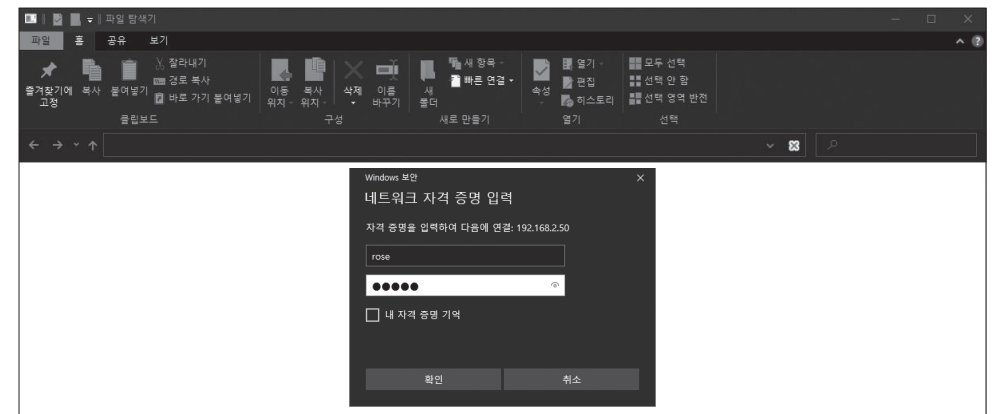 파일 탐색기
파일 홈 공유 보기
즐겨찾기에 고정
복사
붙여넣기
잘라내기
경로 복사
바로 가기 붙여넣기
클립보드
이동 위치
복사 위치
삭제
이름 바꾸기
구성
새 폴더
새 항목
빠른 연결
새로 만들기
속성
열기
편집
히스토리
열기
모두 선택
선택 안 함
선택 영역 반전
선택
Windows 보안
네트워크 자격 증명 입력
자격 증명을 입력하여 다음에 연결: 192.168.2.50
rose
●●●●●
내 자격 증명 기억
확인 취소